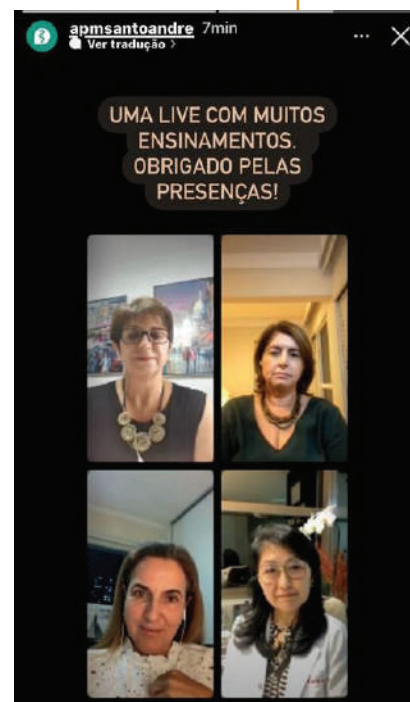 apmsantoandre 7min
Ver tradução >
UMA LIVE COM MUITOS
ENSINAMENTOS.
OBRIGADO PELAS
PRESENÇAS!